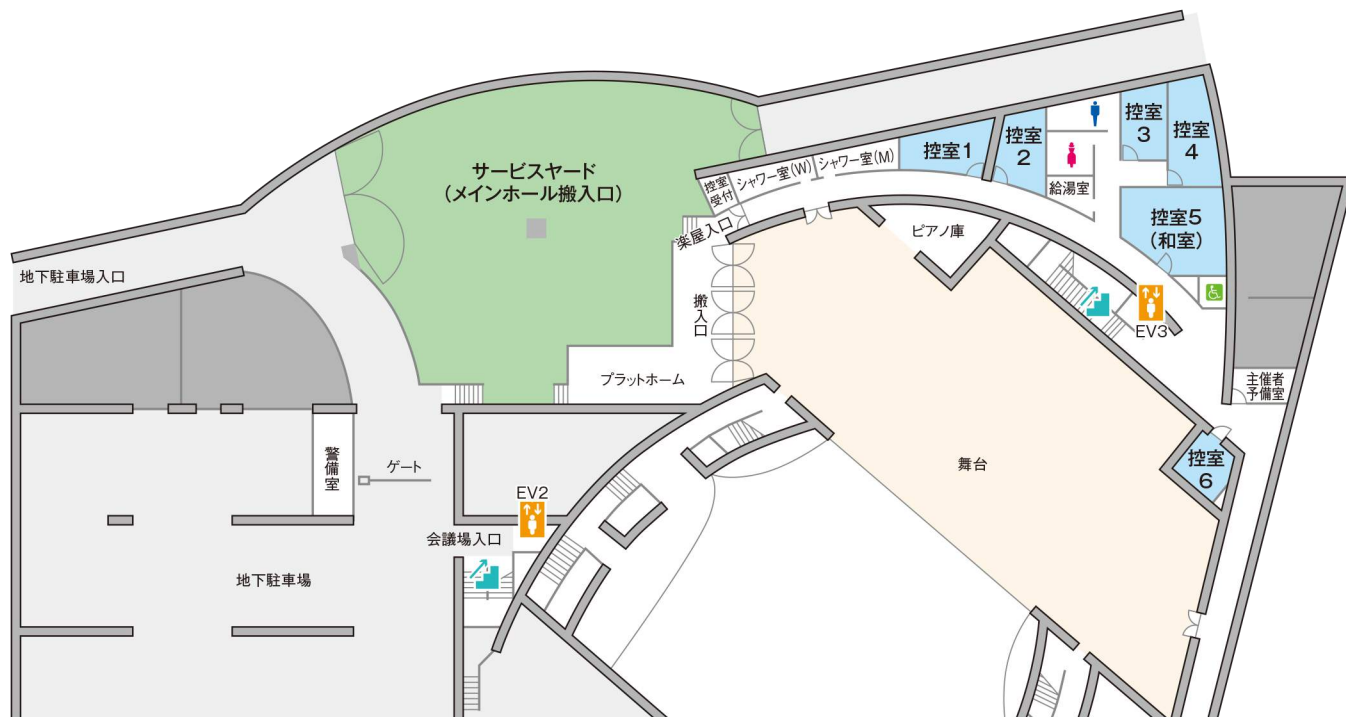 サービスヤード
(メインホール搬入口)
控室
受付
シャワー室(W)
シャワー室(M)
控室1
控室
2
給湯室
控室
3
控室
4
控室5
(和室)
楽屋入口
ピアノ庫
地下駐車場入口
搬入口
EV3
プラットホーム
主催者
予備室
警備室
ゲート
舞台
控室
6
EV2
会議場入口
地下駐車場